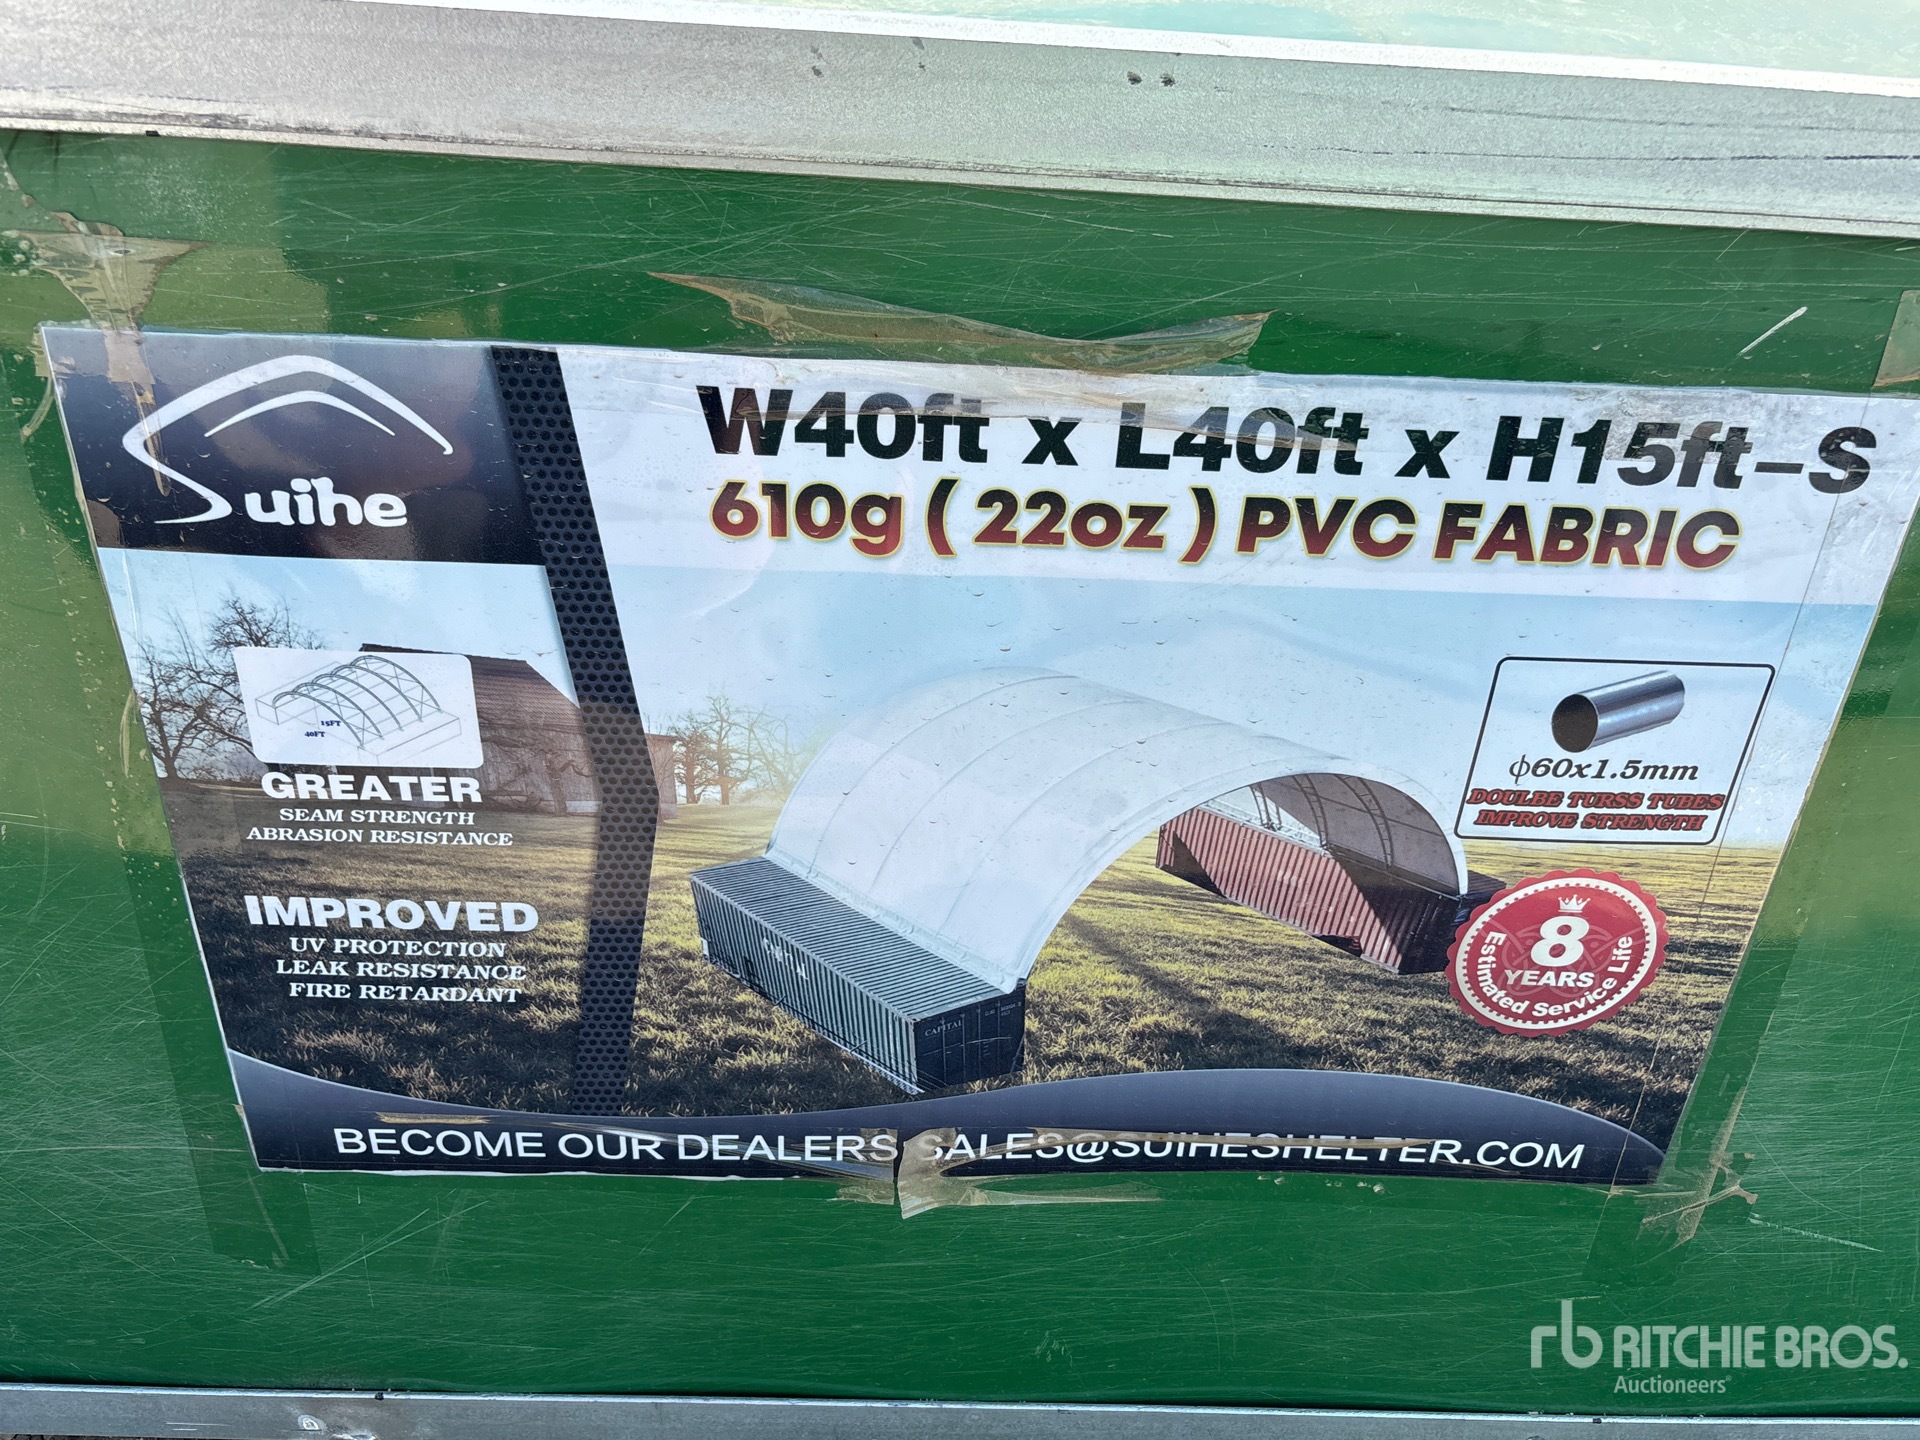 Suihe
W40ft x L40ft x H15ft-S
610g ( 22oz ) PVC FABRIC
15FT
40FT
GREATER
SEAM STRENGTH
ABRASION RESISTANCE
IMPROVED
UV PROTECTION
LEAK RESISTANCE
FIRE RETARDANT
ϕ60x1.5mm
DOULBE TURSS TUBES
IMPROVE STRENGTH
8
YEARS
Estimated Service Life
CAPITAL
BECOME OUR DEALERS SALES@SUIHESHELTER.COM
rb RITCHIE BROS.
Auctioneers